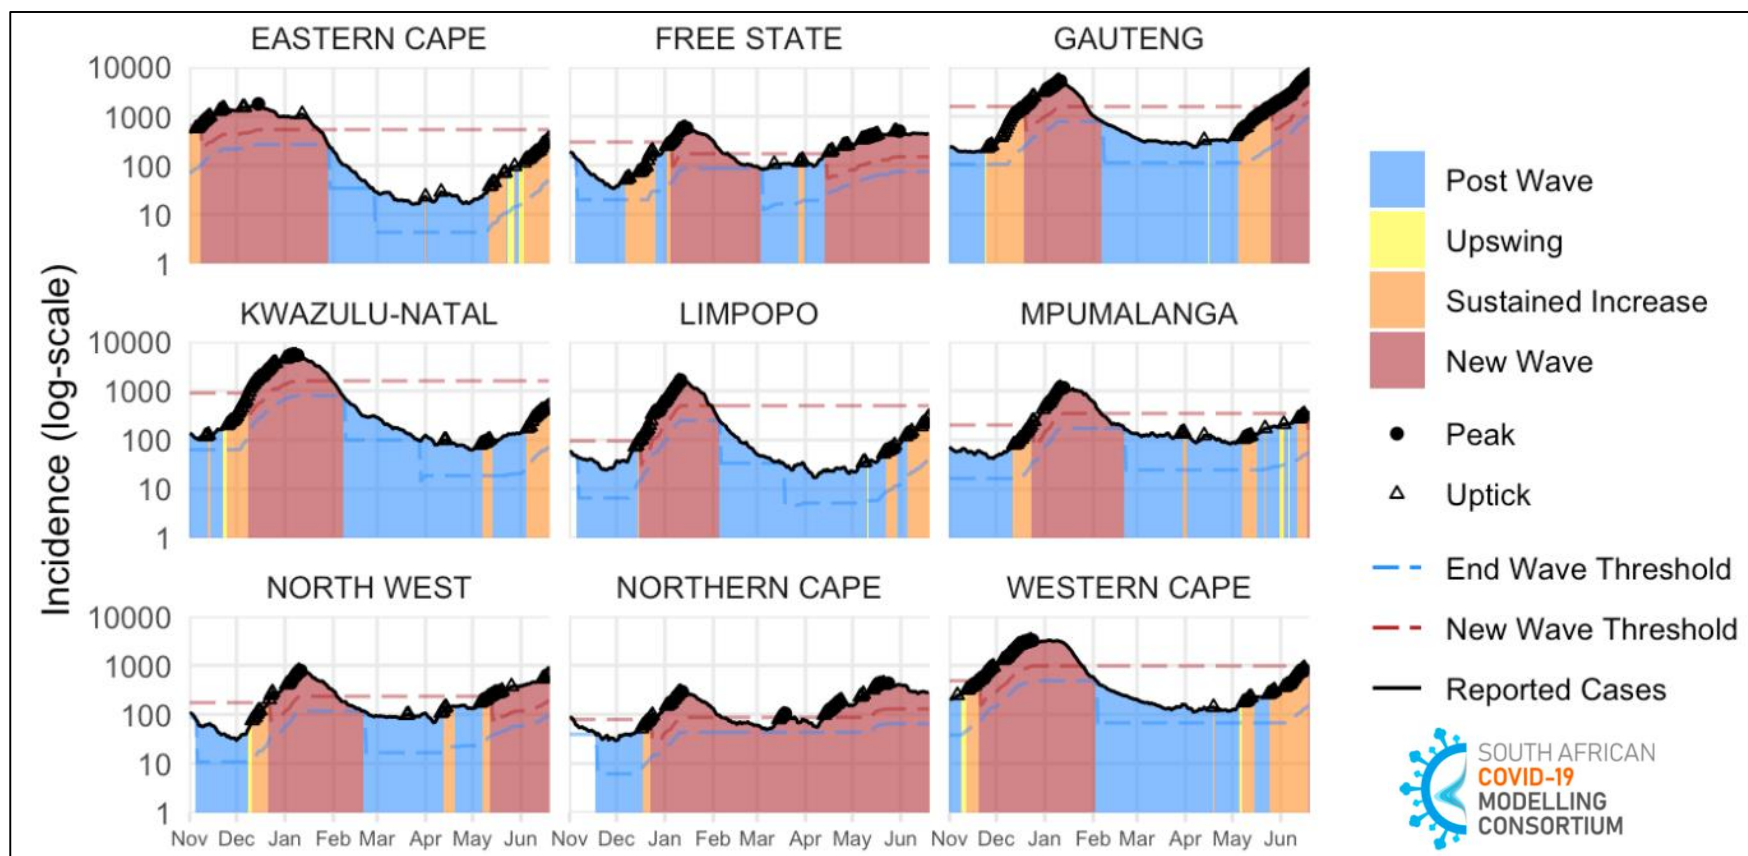 EASTERN CAPE
FREE STATE
GAUTENG
10000
1000
100
10
1
KWAZULU-NATAL
LIMPOPO
MPUMALANGA
10000
1000
100
10
1
NORTH WEST
NORTHERN CAPE
WESTERN CAPE
10000
1000
100
10
1
Nov Dec Jan Feb Mar Apr May Jun
Nov Dec Jan Feb Mar Apr May Jun
Nov Dec Jan Feb Mar Apr May Jun
Incidence (log-scale)
Post Wave
Upswing
Sustained Increase
New Wave
Peak
Uptick
End Wave Threshold
New Wave Threshold
Reported Cases
SOUTH AFRICAN
COVID-19
MODELLING
CONSORTIUM